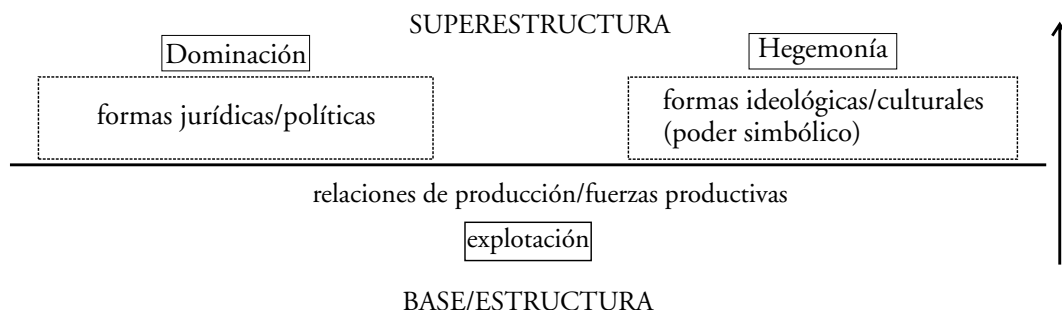 SUPERESTRUCTURA
Dominación
Hegemonía
formas jurídicas/políticas
formas ideológicas/culturales
(poder simbólico)
relaciones de producción/fuerzas productivas
explotación
BASE/ESTRUCTURA